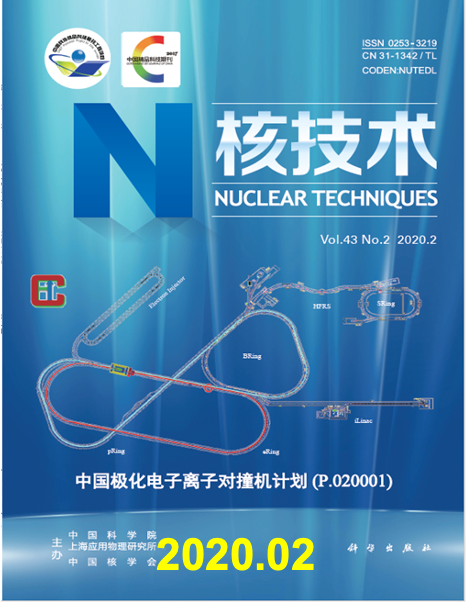 中国精品科技期刊
ISSN 0253-3219
CN 31-1342/TL
CODEN:NUTEDL
N 核技术
NUCLEAR TECHNIQUES
Vol.43 No.2 2020.2
Electron Injector
HFRS
SRing
BRing
iLinac
pRing
eRing
中国极化电子离子对撞机计划 (P.020001)
主办
中国科学院
上海应用物理研究所
中国核学会
2020.02
科学出版社